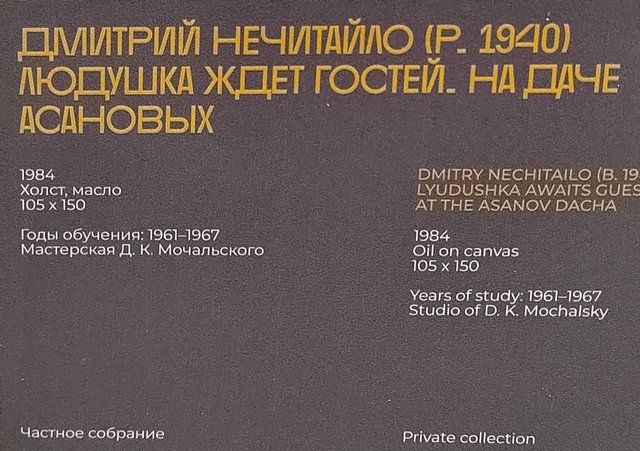 ДМИТРИЙ НЕЧИТАЙЛО (Р. 1940)
ЛЮДУШКА ЖДЕТ ГОСТЕЙ. НА ДАЧЕ
АСАНОВЫХ
1984
Холст, масло
105 x 150
Годы обучения: 1961–1967
Мастерская Д. К. Мочальского
Частное собрание
DMITRY NECHITAILO (B. 19
LYUDUSHKA AWAITS GUES
AT THE ASANOV DACHA
1984
Oil on canvas
105 x 150
Years of study: 1961–1967
Studio of D. K. Mochalsky
Private collection